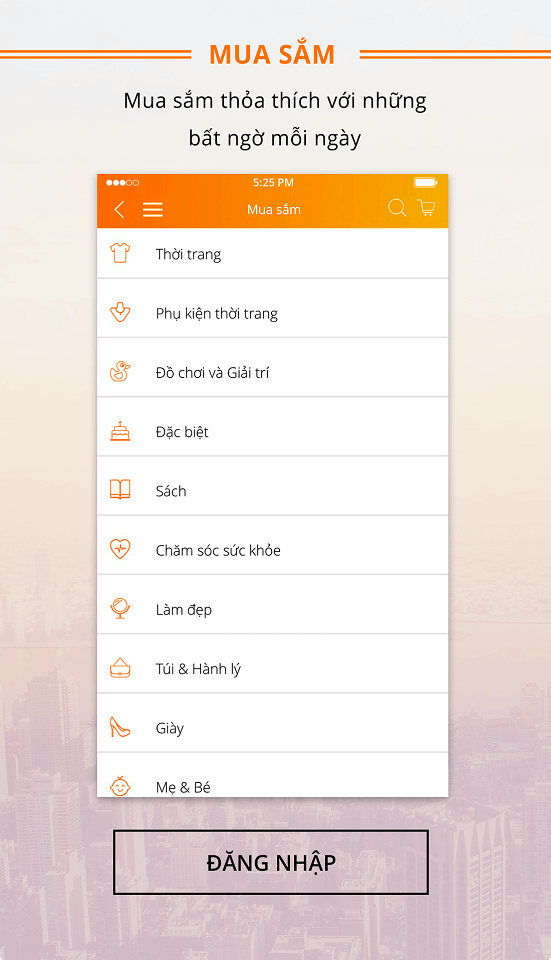 MUA SẮM
Mua sắm thỏa thích với những
bất ngờ mỗi ngày
5:25 PM
Mua sắm
Thời trang
Phụ kiện thời trang
Đồ chơi và Giải trí
Đặc biệt
Sách
Chăm sóc sức khỏe
Làm đẹp
Túi & Hành lý
Giày
Mẹ & Bé
ĐĂNG NHẬP